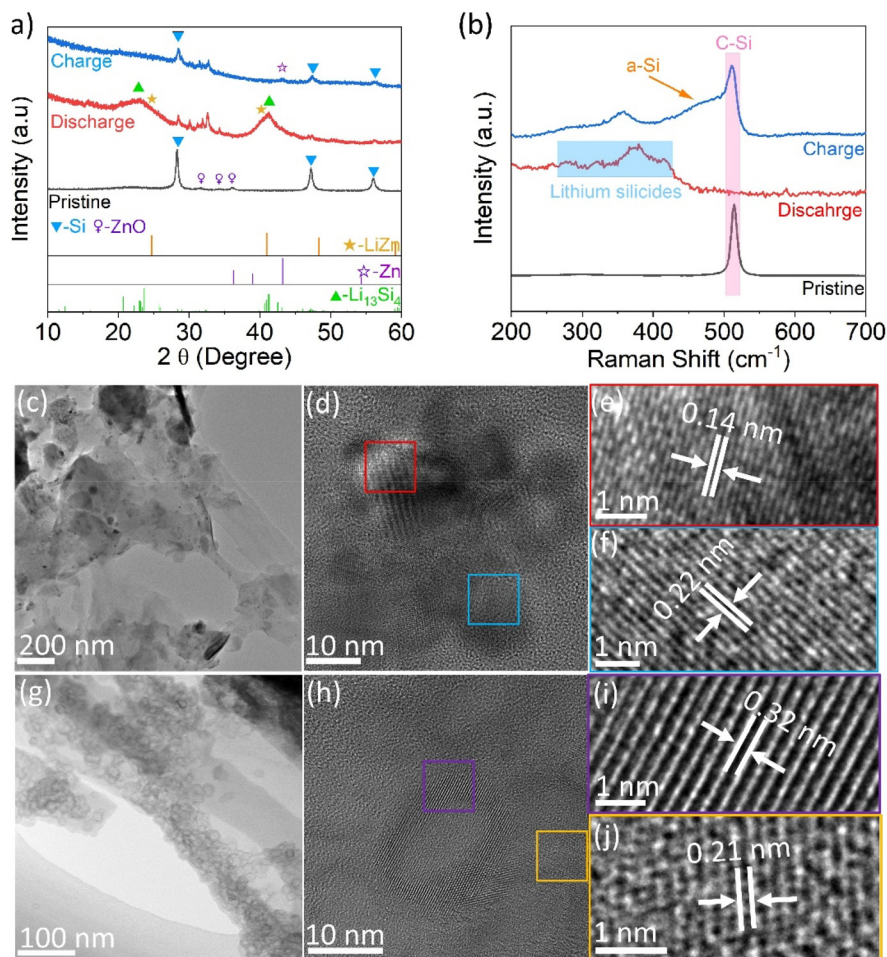 a)
Charge
Discharge
Pristine
▼-Si ♀-ZnO
★-LiZn
☆-Zn
▲-Li₁₃Si₄
10 20 30 40 50 60
2 θ (Degree)
Intensity (a.u)
(b)
C-Si
a-Si
Charge
Lithium silicides
Discahrge
Pristine
200 300 400 500 600 700
Raman Shift (cm⁻¹)
Intensity (a.u.)
(c)
200 nm
(d)
10 nm
(e)
0.14 nm
1 nm
(f)
0.22 nm
1 nm
(g)
100 nm
(h)
10 nm
(i)
0.32 nm
1 nm
(j)
0.21 nm
1 nm